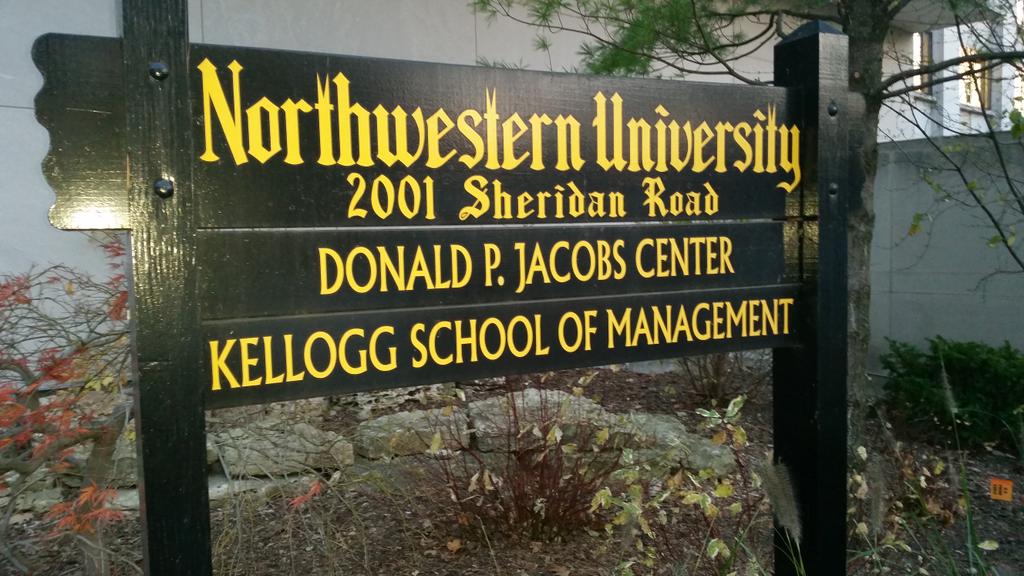 Northwestern University
2001 Sheridan Road
DONALD P. JACOBS CENTER
KELLOGG SCHOOL OF MANAGEMENT